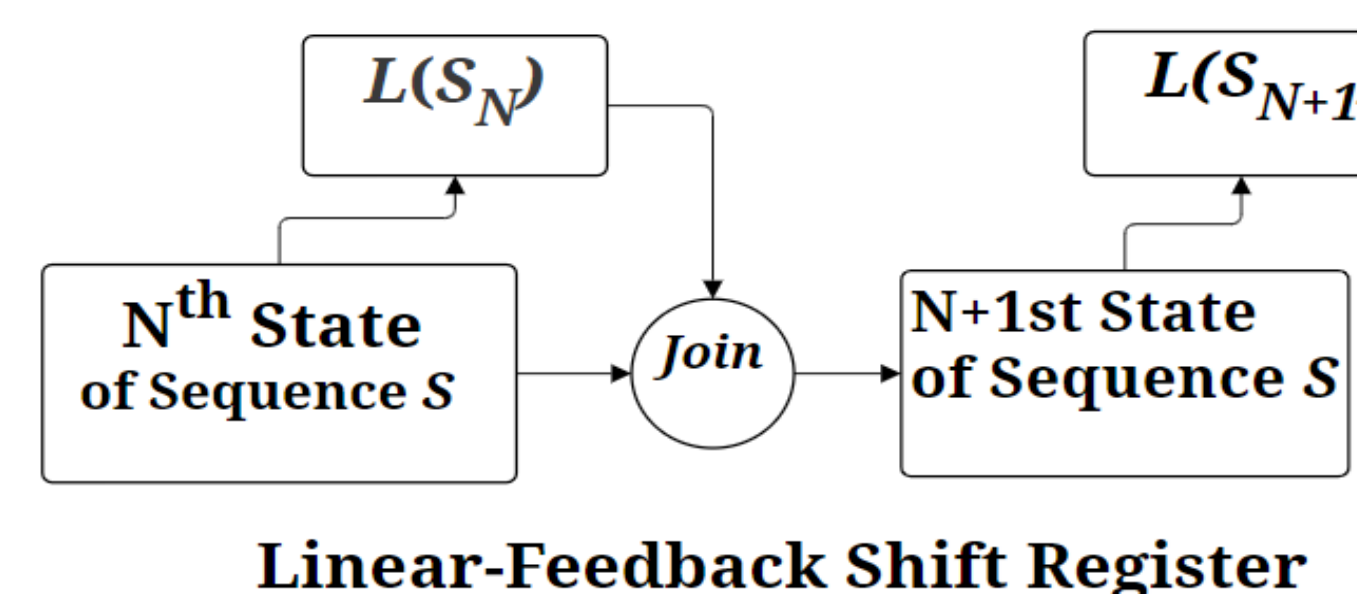 L(S_N)
L(S_N+1
N^th State
of Sequence S
Join
N+1st State
of Sequence S
Linear-Feedback Shift Register